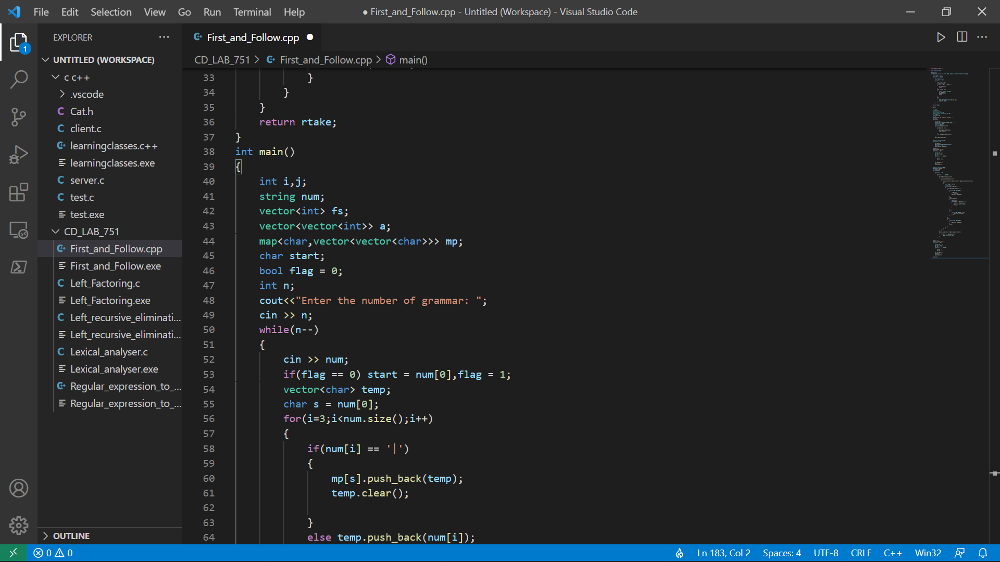 File Edit Selection View Go Run Terminal Help
● First_and_Follow.cpp - Untitled (Workspace) - Visual Studio Code
EXPLORER
1
UNTITLED (WORKSPACE)
c c++
.vscode
C Cat.h
C client.c
C+ learningclasses.c++
learningclasses.exe
C server.c
C test.c
test.exe
CD_LAB_751
C+ First_and_Follow.cpp
First_and_Follow.exe
C Left_Factoring.c
Left_Factoring.exe
C Left_recursive_eliminati...
Left_recursive_eliminati...
C Lexical_analyser.c
Lexical_analyser.exe
C+ Regular_expression_to_...
Regular_expression_to_...
OUTLINE
C+ First_and_Follow.cpp ●
CD_LAB_751 > C+ First_and_Follow.cpp > main()
33 }
34 }
35 }
36 return rtake;
37 }
38 int main()
39 {
40 int i,j;
41 string num;
42 vector<int> fs;
43 vector<vector<int>> a;
44 map<char,vector<vector<char>>> mp;
45 char start;
46 bool flag = 0;
47 int n;
48 cout<<"Enter the number of grammar: ";
49 cin >> n;
50 while(n--)
51 {
52 cin >> num;
53 if(flag == 0) start = num[0],flag = 1;
54 vector<char> temp;
55 char s = num[0];
56 for(i=3;i<num.size();i++)
57 {
58 if(num[i] == '|')
59 {
60 mp[s].push_back(temp);
61 temp.clear();
62
63 }
64 else temp.push_back(num[i]);
0 0
Ln 183, Col 2 Spaces: 4 UTF-8 CRLF C++ Win32